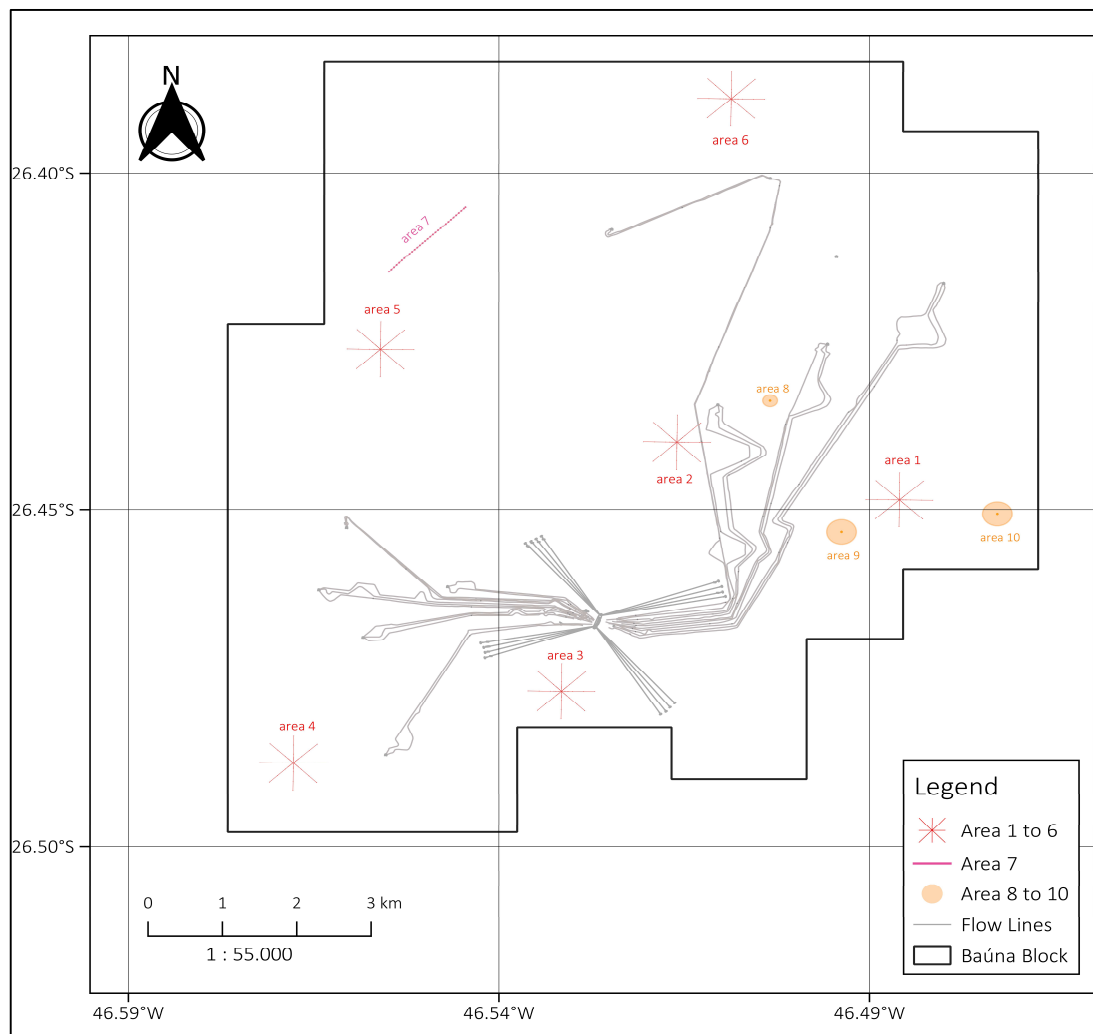 N
area 6
26.40°S
area 7
area 5
area 8
area 2
area 1
26.45°S
area 9
area 10
area 3
area 4
26.50°S
Legend
Area 1 to 6
Area 7
Area 8 to 10
Flow Lines
Baúna Block
0 1 2 3 km
1 : 55.000
46.59°W 46.54°W 46.49°W